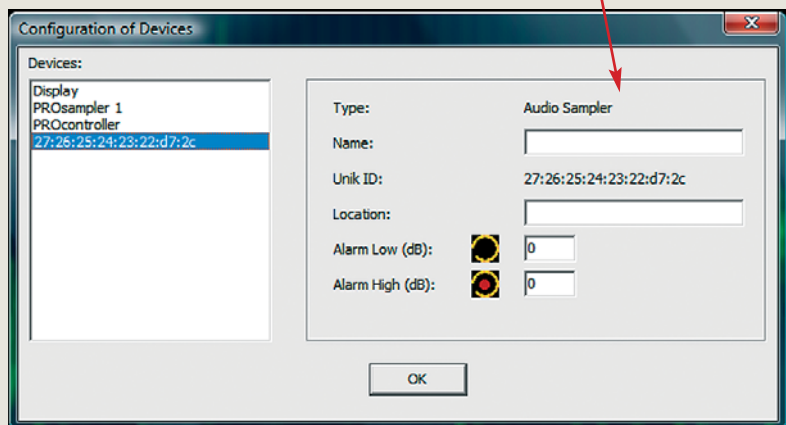 Configuration of Devices
Devices:
Display
PROsampler 1
PROcontroller
27:26:25:24:23:22:d7:2c
Type: Audio Sampler
Name:
Unik ID: 27:26:25:24:23:22:d7:2c
Location:
Alarm Low (dB): 0
Alarm High (dB): 0
OK